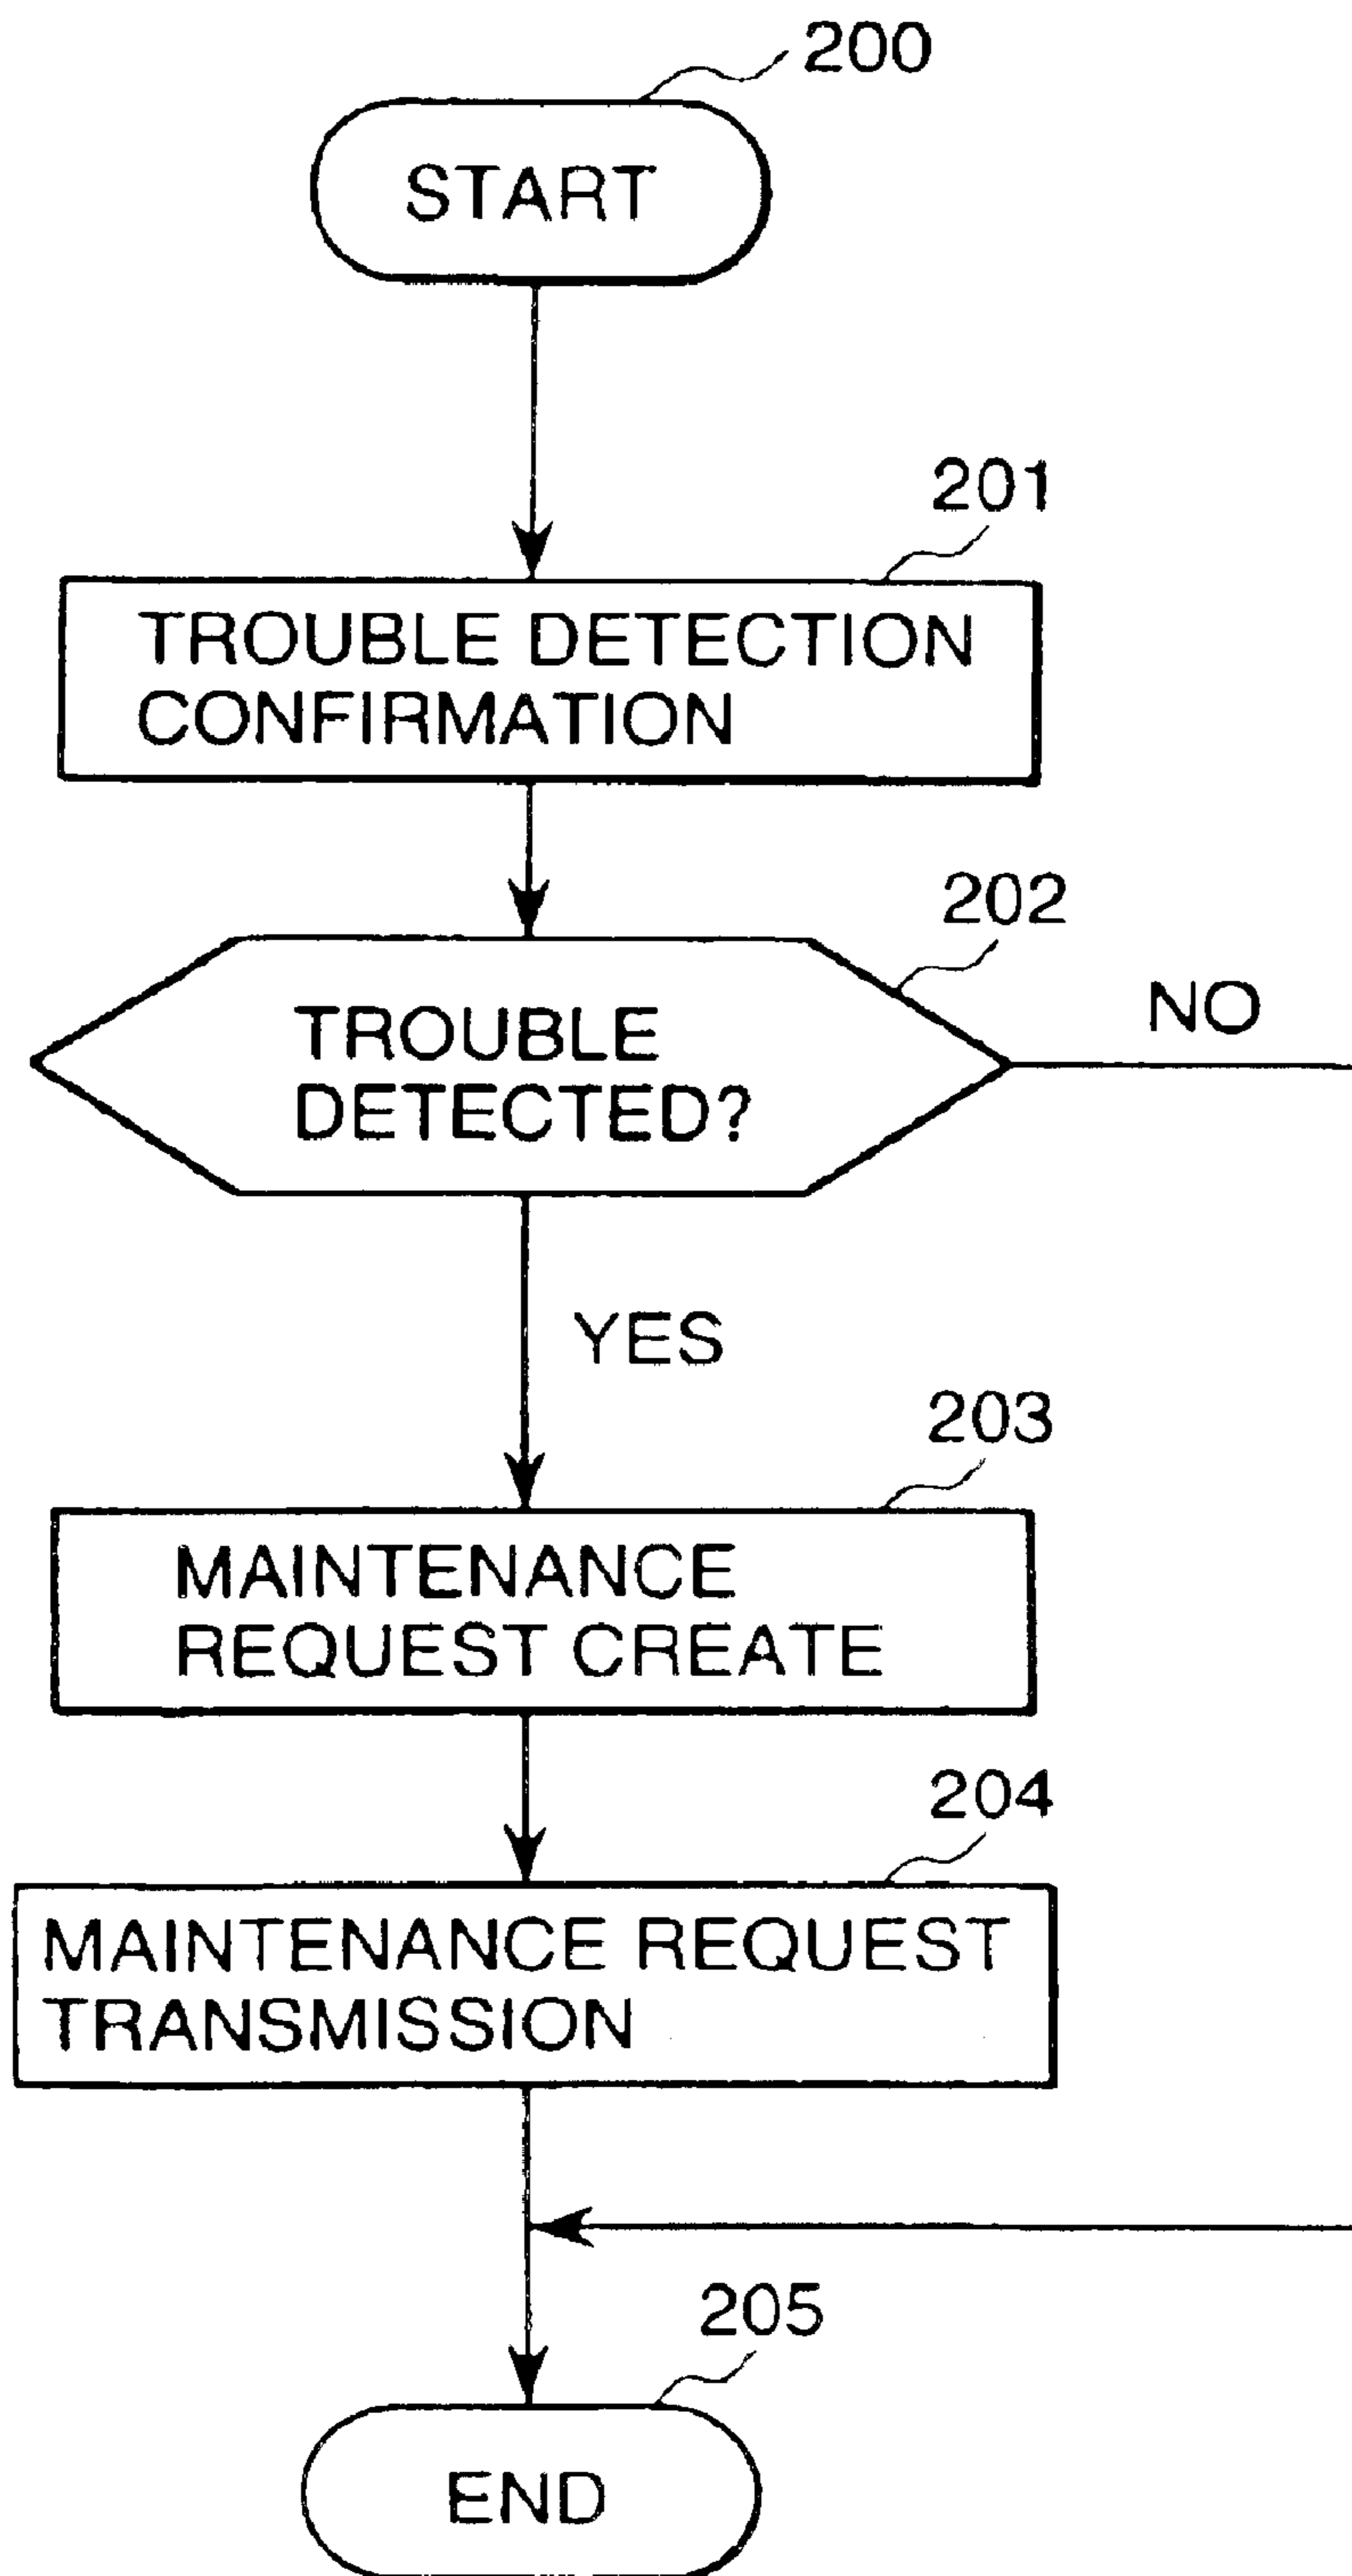 200
START
201
TROUBLE DETECTION
CONFIRMATION
202
TROUBLE
DETECTED?
NO
YES
203
MAINTENANCE
REQUEST CREATE
204
MAINTENANCE REQUEST
TRANSMISSION
205
END